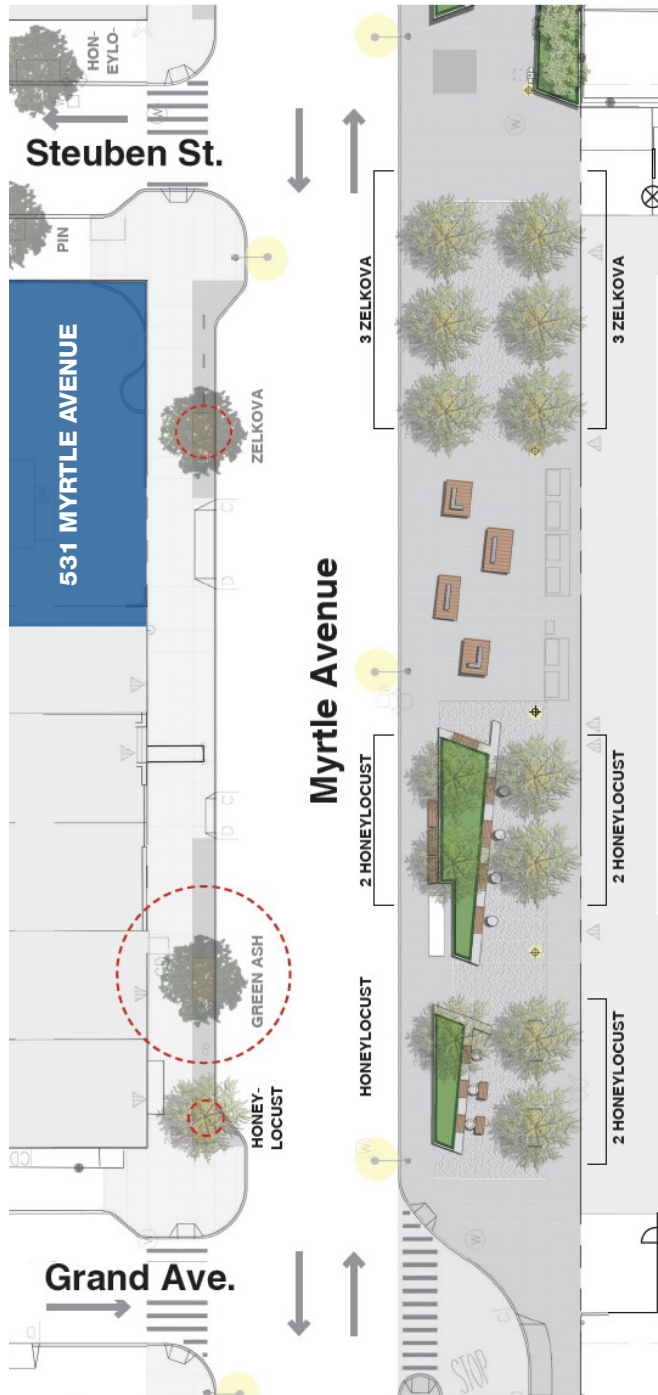 HON-
EYLO-
W
Steuben St.
PIN
531 MYRTLE AVENUE
ZELKOVA
3 ZELKOVA
3 ZELKOVA
C
D
Myrtle Avenue
W
C
D
2 HONEYLOCUST
2 HONEYLOCUST
GREEN ASH
HONEYLOCUST
HONEY-
LOCUST
2 HONEYLOCUST
W
W
W
Grand Ave.
STOP